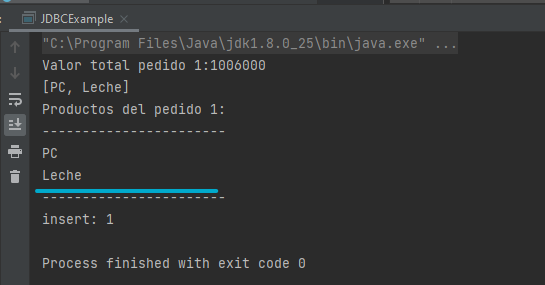 JDBCExample
"C:\Program Files\Java\jdk1.8.0_25\bin\java.exe" ...
Valor total pedido 1:1006000
[PC, Leche]
Productos del pedido 1:
-----------------------
PC
Leche
-----------------------
insert: 1
Process finished with exit code 0